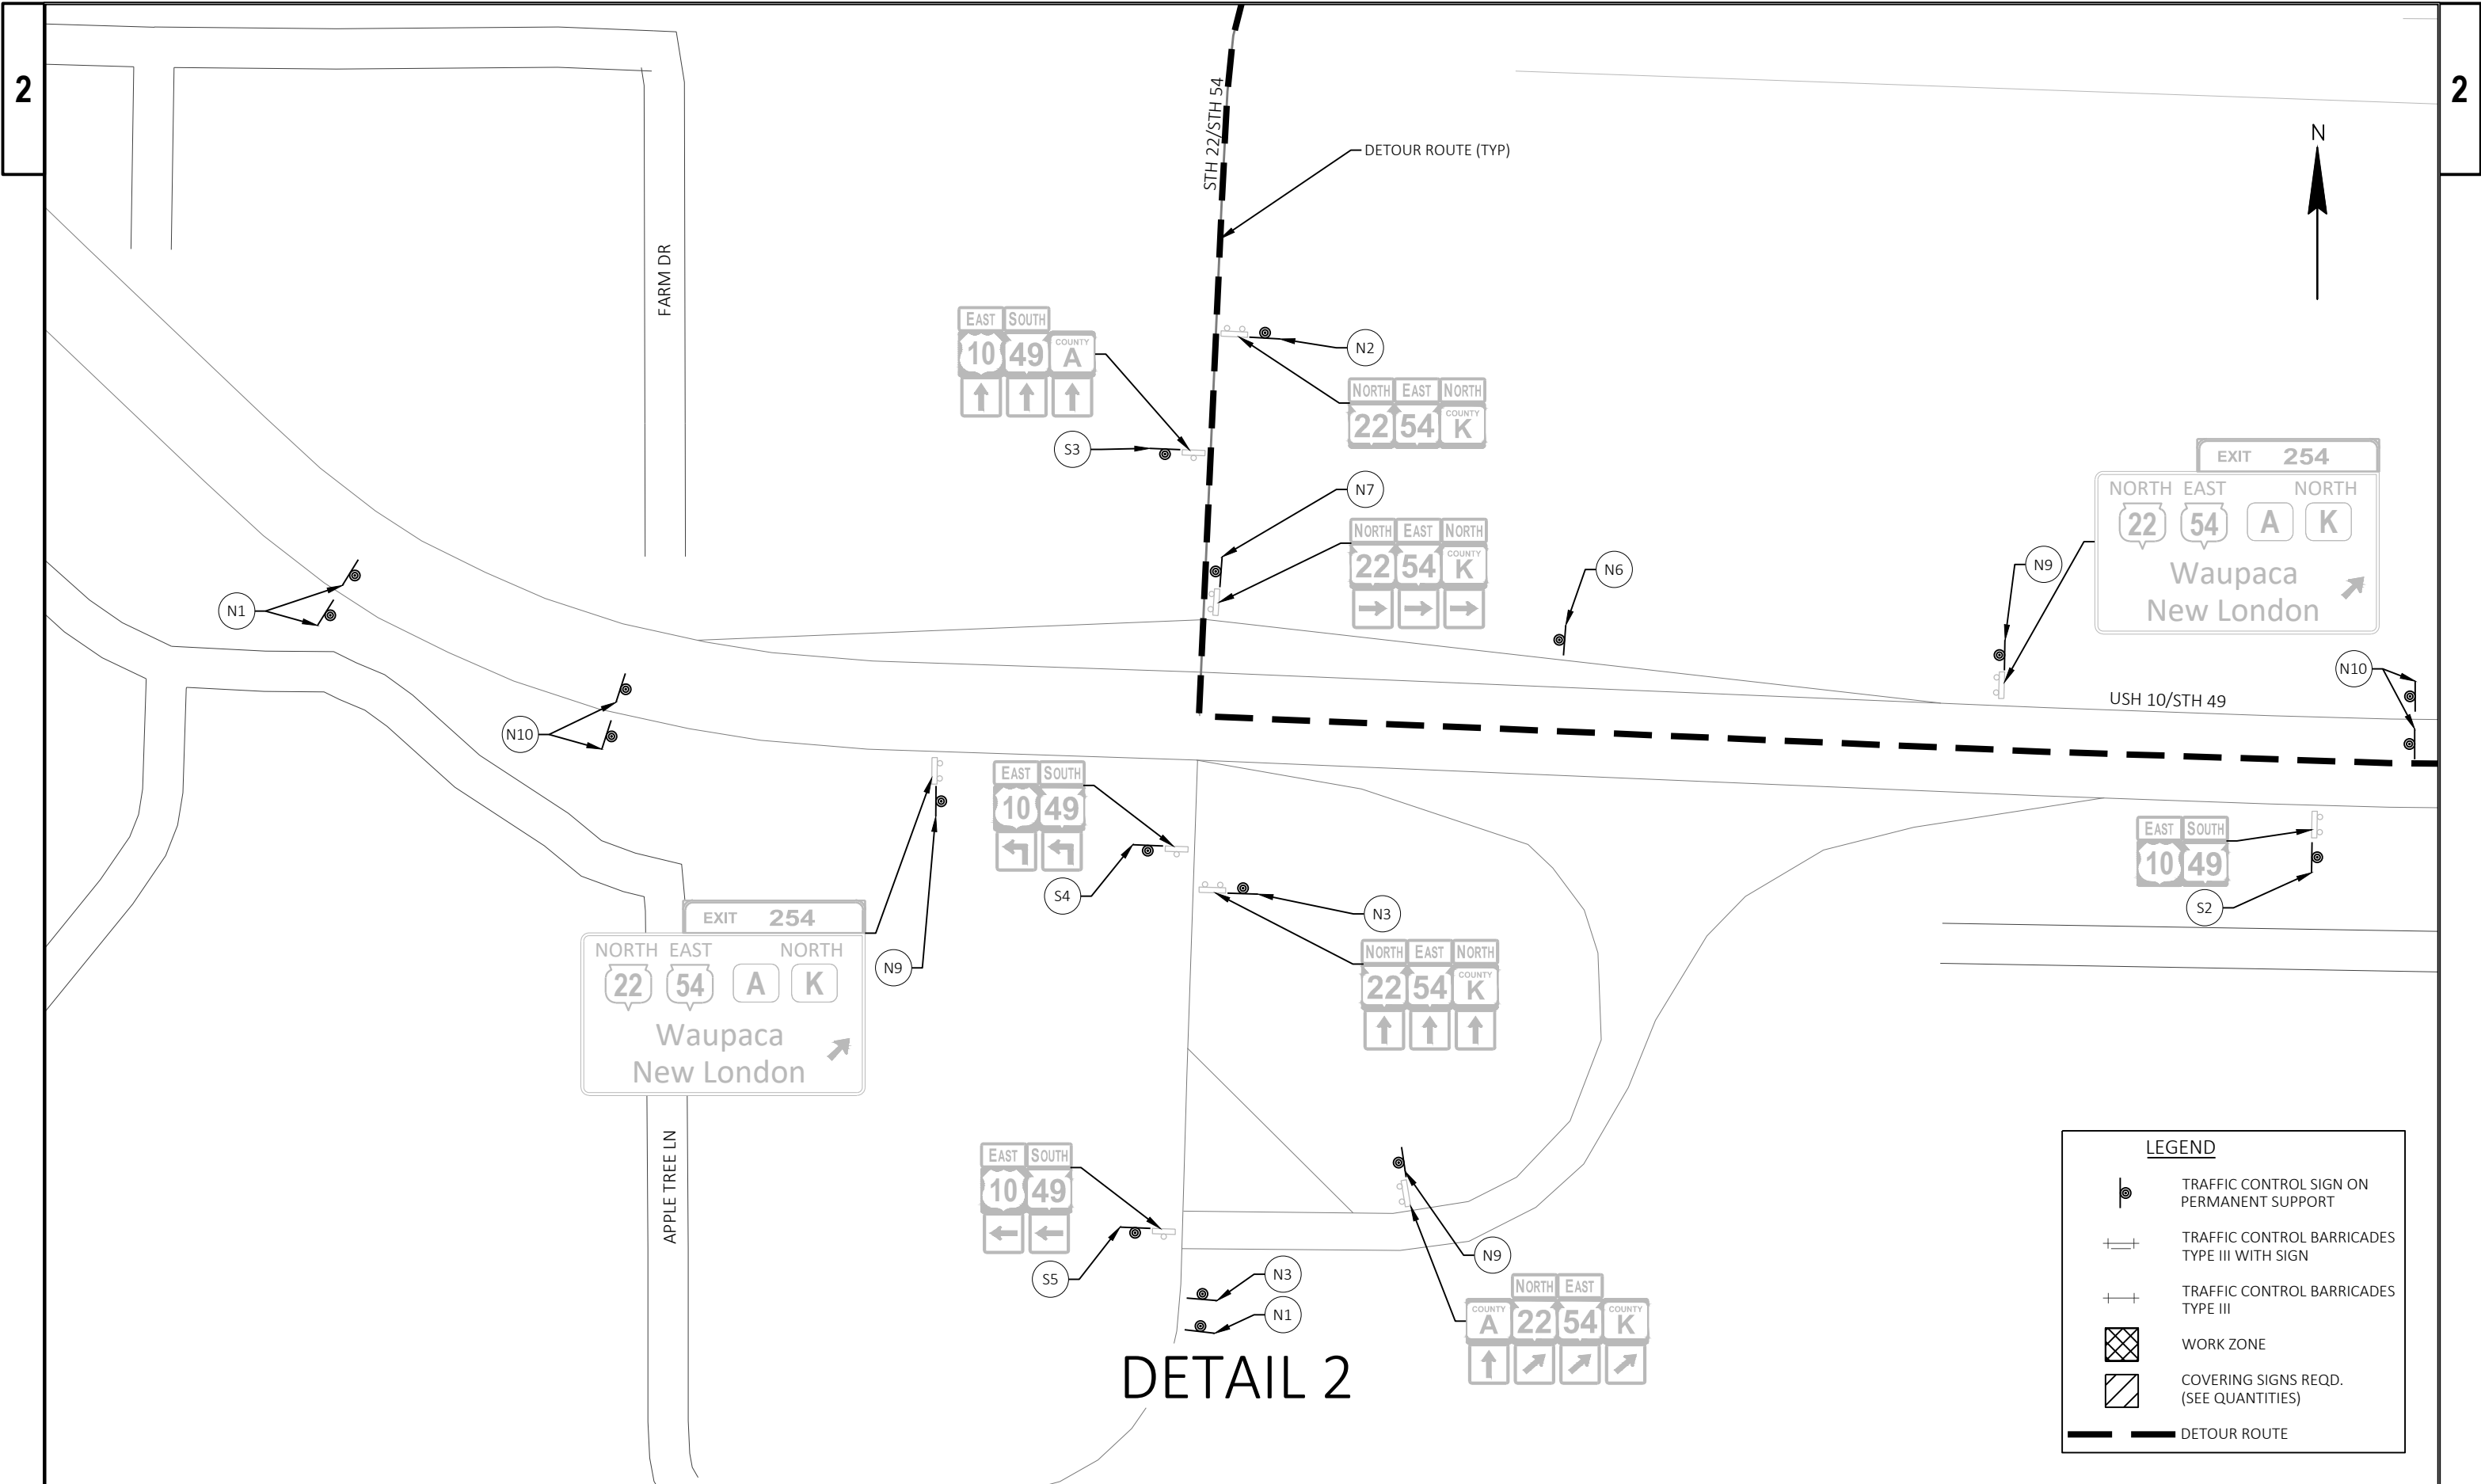 2
2
STH 22/STH 54
DETOUR ROUTE (TYP)
N
FARM DR
EAST SOUTH
10 49 COUNTY A
N2
NORTH EAST NORTH
22 54 COUNTY K
S3
N7
NORTH EAST NORTH
22 54 COUNTY K
EXIT 254
NORTH EAST NORTH
22 54 A K
Waupaca
New London
N6
N9
N10
N1
USH 10/STH 49
N10
EAST SOUTH
10 49
S4
EAST SOUTH
10 49
S2
N3
NORTH EAST NORTH
22 54 COUNTY K
EXIT 254
NORTH EAST NORTH
22 54 A K
Waupaca
New London
N9
APPLE TREE LN
EAST SOUTH
10 49
S5
N3
N1
N9
NORTH EAST
COUNTY A 22 54 COUNTY K
DETAIL 2
LEGEND
TRAFFIC CONTROL SIGN ON
PERMANENT SUPPORT
TRAFFIC CONTROL BARRICADES
TYPE III WITH SIGN
TRAFFIC CONTROL BARRICADES
TYPE III
WORK ZONE
COVERING SIGNS REQD.
(SEE QUANTITIES)
DETOUR ROUTE